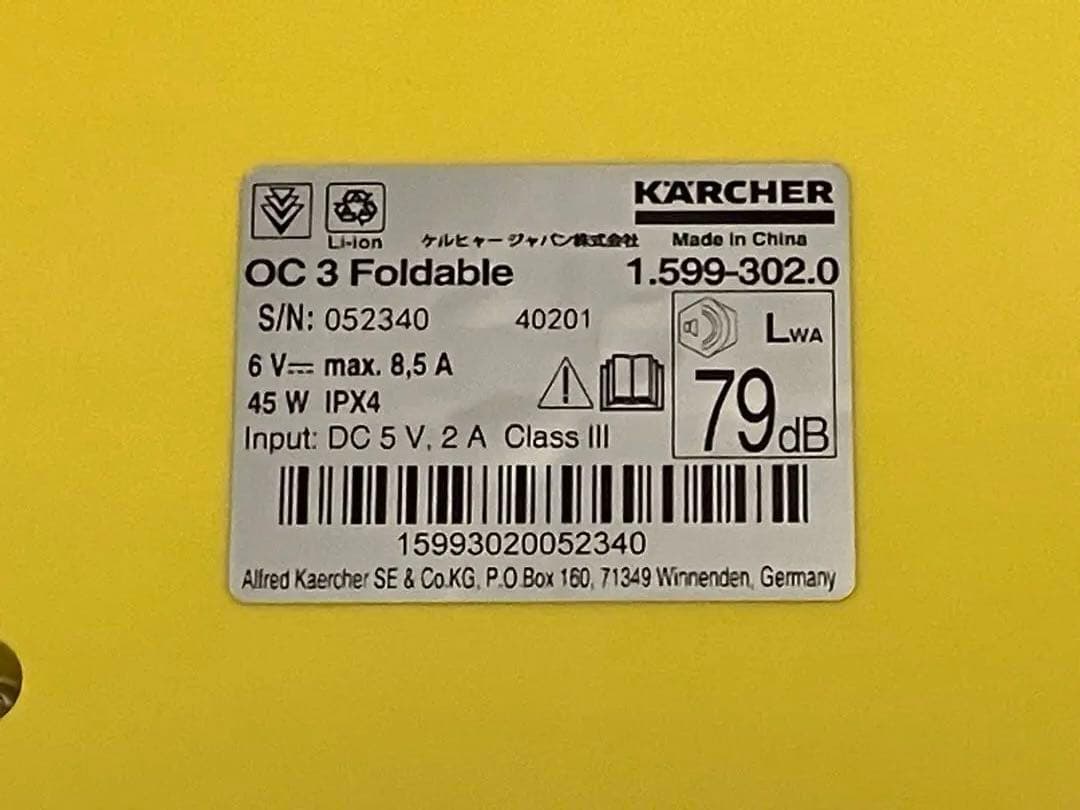 KÄRCHER
Li-ion ケルヒャー ジャパン株式会社 Made in China
OC 3 Foldable 1.599-302.0
S/N: 052340 40201
LWA
6 V⎓ max. 8,5 A
45 W IPX4
79dB
Input: DC 5 V, 2 A Class III
15993020052340
Alfred Kaercher SE & Co.KG, P.O.Box 160, 71349 Winnenden, Germany